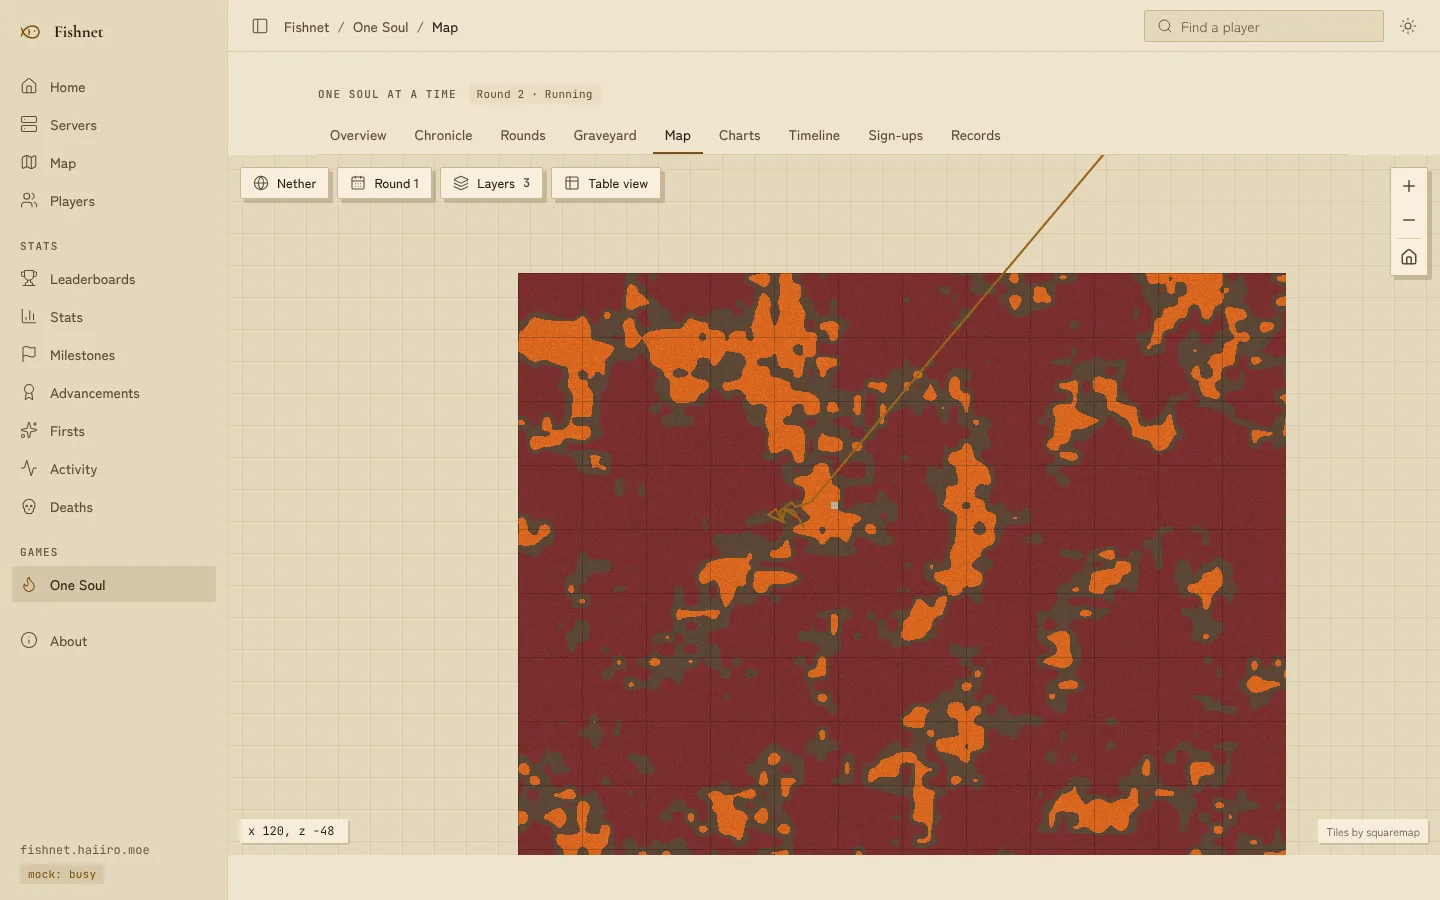 Fishnet
Home
Servers
Map
Players
STATS
Leaderboards
Stats
Milestones
Advancements
Firsts
Activity
Deaths
GAMES
One Soul
About
fishnet.haiiro.moe
mock: busy
Fishnet / One Soul / Map
Find a player
ONE SOUL AT A TIME Round 2 · Running
Overview Chronicle Rounds Graveyard Map Charts Timeline Sign-ups Records
Nether Round 1 Layers 3 Table view
x 120, z -48
Tiles by squaremap